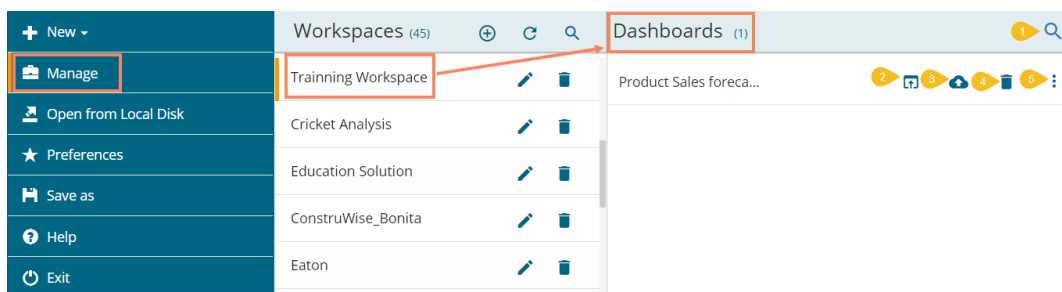 New
Manage
Open from Local Disk
Preferences
Save as
Help
Exit
Workspaces (45)
Trainning Workspace
Cricket Analysis
Education Solution
ConstruWise_Bonita
Eaton
Dashboards (1)
1
Product Sales foreca...
2
3
4
5